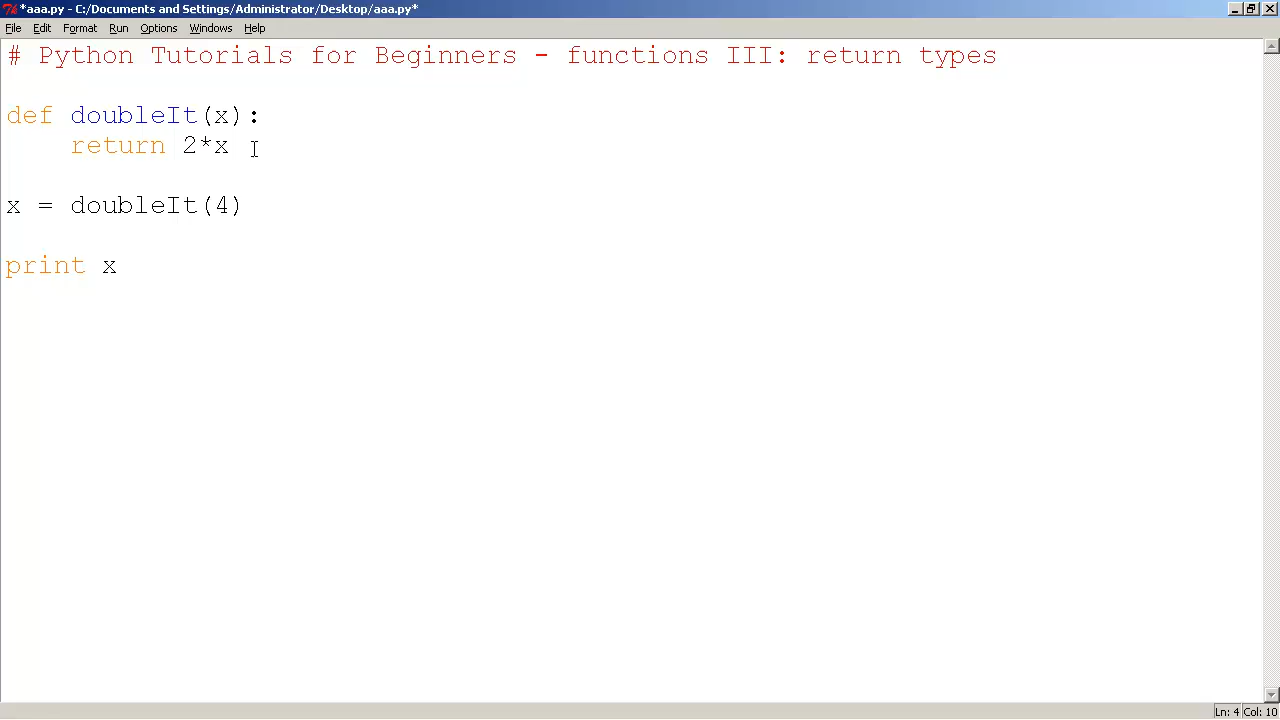 *aaa.py - C:/Documents and Settings/Administrator/Desktop/aaa.py*
File Edit Format Run Options Windows Help
# Python Tutorials for Beginners - functions III: return types
def doubleIt(x):
    return 2*x
x = doubleIt(4)
print x
Ln: 4 Col: 10